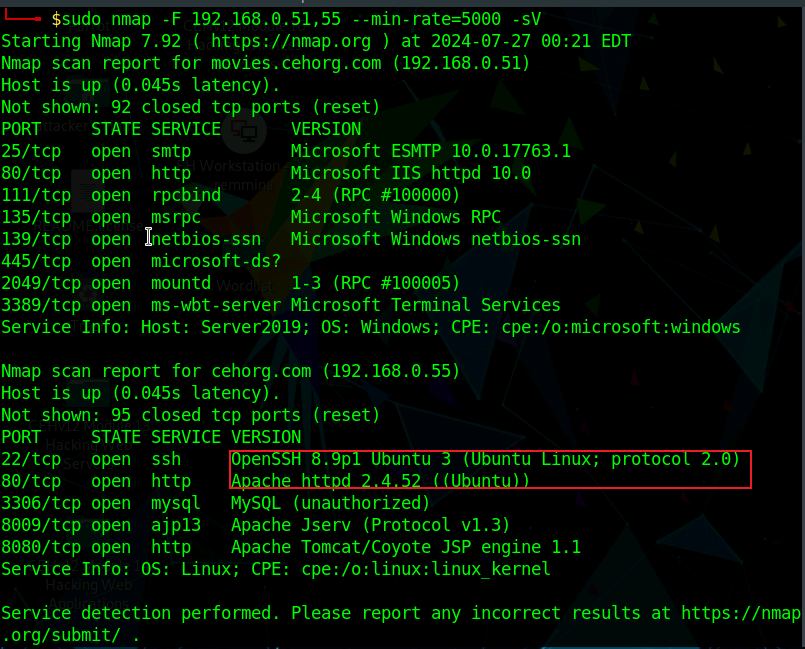 $sudo nmap -F 192.168.0.51,55 --min-rate=5000 -sV
Starting Nmap 7.92 ( https://nmap.org ) at 2024-07-27 00:21 EDT
Nmap scan report for movies.cehorg.com (192.168.0.51)
Host is up (0.045s latency).
Not shown: 92 closed tcp ports (reset)
PORT     STATE SERVICE       VERSION
25/tcp   open  smtp          Microsoft ESMTP 10.0.17763.1
80/tcp   open  http          Microsoft IIS httpd 10.0
111/tcp  open  rpcbind       2-4 (RPC #100000)
135/tcp  open  msrpc         Microsoft Windows RPC
139/tcp  open  netbios-ssn   Microsoft Windows netbios-ssn
445/tcp  open  microsoft-ds?
2049/tcp open  mountd        1-3 (RPC #100005)
3389/tcp open  ms-wbt-server Microsoft Terminal Services
Service Info: Host: Server2019; OS: Windows; CPE: cpe:/o:microsoft:windows

Nmap scan report for cehorg.com (192.168.0.55)
Host is up (0.045s latency).
Not shown: 95 closed tcp ports (reset)
PORT     STATE SERVICE VERSION
22/tcp   open  ssh     OpenSSH 8.9p1 Ubuntu 3 (Ubuntu Linux; protocol 2.0)
80/tcp   open  http    Apache httpd 2.4.52 ((Ubuntu))
3306/tcp open  mysql   MySQL (unauthorized)
8009/tcp open  ajp13   Apache Jserv (Protocol v1.3)
8080/tcp open  http    Apache Tomcat/Coyote JSP engine 1.1
Service Info: OS: Linux; CPE: cpe:/o:linux:linux_kernel

Service detection performed. Please report any incorrect results at https://nmap
.org/submit/ .